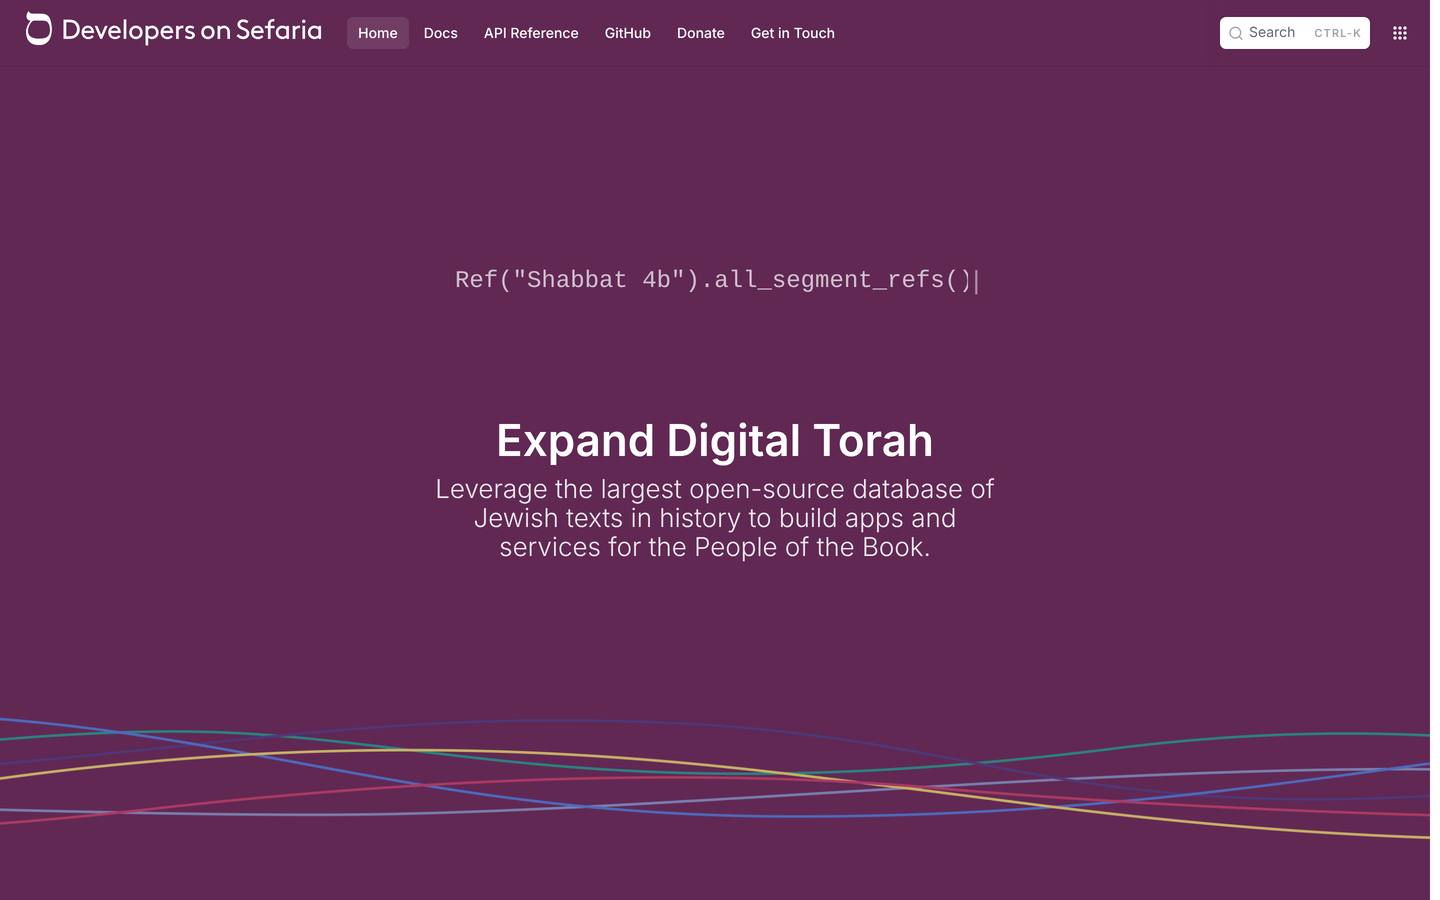 Developers on Sefaria
Home
Docs
API Reference
GitHub
Donate
Get in Touch
Search CTRL-K
Ref("Shabbat 4b").all_segment_refs()|
Expand Digital Torah
Leverage the largest open-source database of
Jewish texts in history to build apps and
services for the People of the Book.